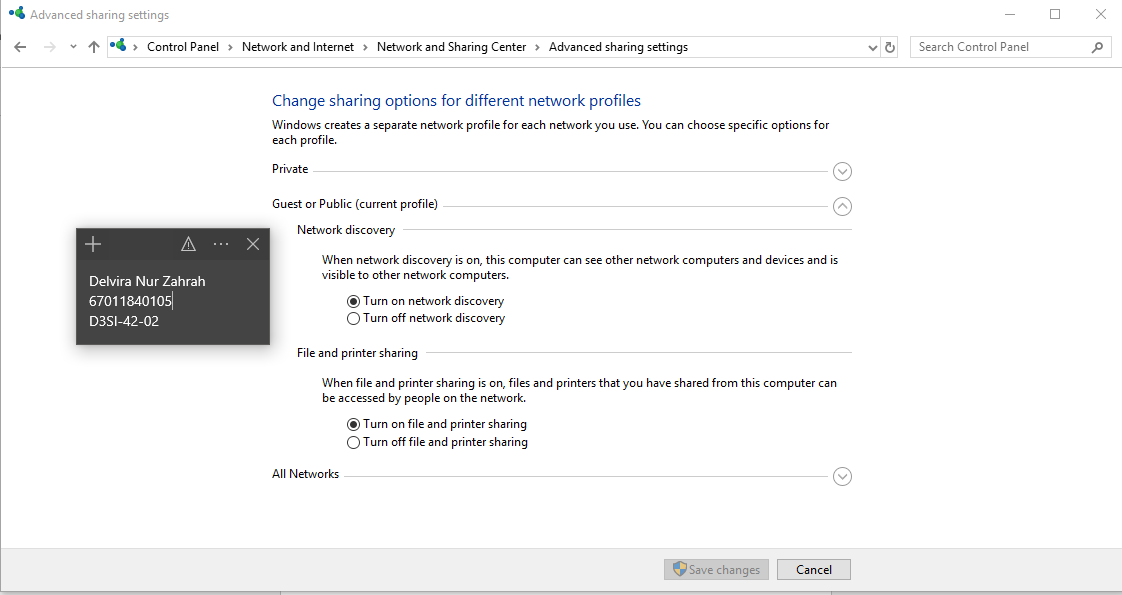 Advanced sharing settings
Control Panel > Network and Internet > Network and Sharing Center > Advanced sharing settings
Search Control Panel
Change sharing options for different network profiles
Windows creates a separate network profile for each network you use. You can choose specific options for
each profile.
Private
Guest or Public (current profile)
Network discovery
When network discovery is on, this computer can see other network computers and devices and is
visible to other network computers.
Turn on network discovery
Turn off network discovery
Delvira Nur Zahrah
67011840105
D3SI-42-02
File and printer sharing
When file and printer sharing is on, files and printers that you have shared from this computer can
be accessed by people on the network.
Turn on file and printer sharing
Turn off file and printer sharing
All Networks
Save changes
Cancel